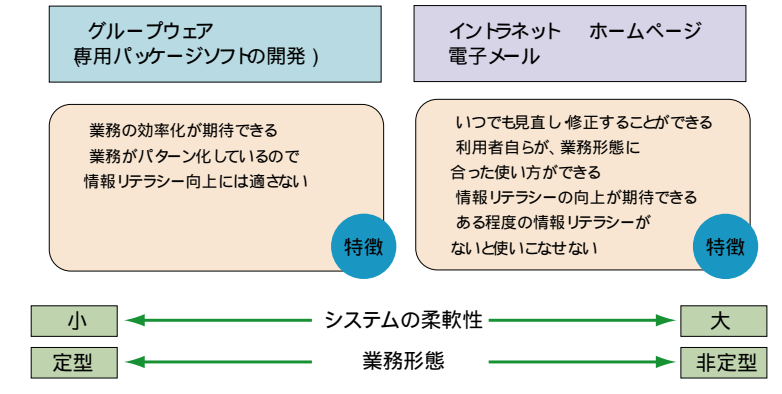 グループウェア
(専用パッケージソフトの開発)
イントラネット ホームページ
電子メール
業務の効率化が期待できる
業務がパターン化しているので
情報リテラシー向上には適さない
特徴
いつでも見直し・修正することができる
利用者自らが、業務形態に
合った使い方ができる
情報リテラシーの向上が期待できる
ある程度の情報リテラシーが
ないと使いこなせない
特徴
小 システムの柔軟性 大
定型 業務形態 非定型